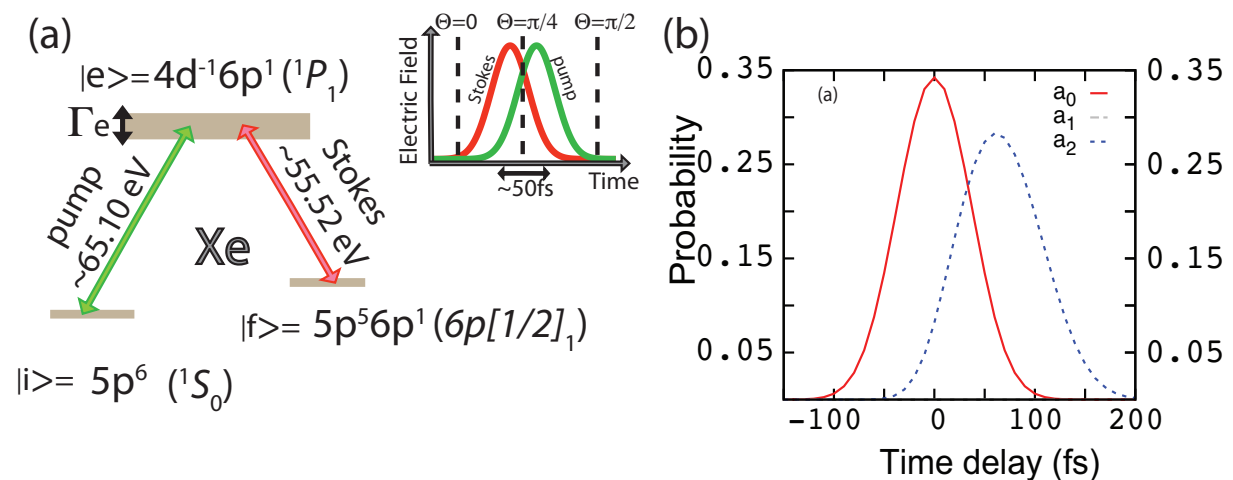 (a)
|e>= 4d⁻¹6p¹ (¹P₁)
Γe
pump
~65.10 eV
Stokes
~55.52 eV
Xe
|f>= 5p⁵6p¹ (6p[1/2]₁)
|i>= 5p⁶ (¹S₀)
Θ=0 Θ=π/4 Θ=π/2
Electric Field
Stokes
pump
~50fs
Time
(b)
0.35
0.25
0.15
0.05
Probability
(a)
a₀
a₁
a₂
0.35
0.25
0.15
0.05
−100 0 100 200
Time delay (fs)